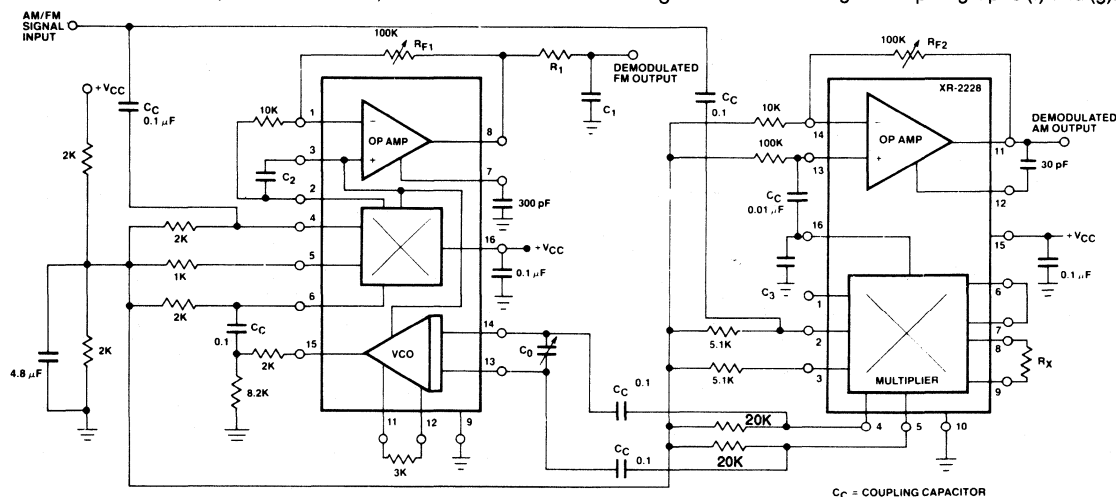 AM/FM
SIGNAL
INPUT
+VCC
CC
0.1 µF
2K
2K
4.8 µF
2K
1K
2K
CC
0.1
2K
8.2K
10K
C2
100K
RF1
1
3
2
4
5
6
15
OP AMP
−
+
8
7
300 pF
16
+VCC
0.1 µF
VCO
14
13
C0
11
12
9
3K
R1
C1
DEMODULATED
FM OUTPUT
CC
0.1
CC
0.1
CC
0.1
20K
20K
5.1K
5.1K
10K
100K
CC
0.01 µF
C3
100K
RF2
XR-2228
14
13
16
1
2
3
OP AMP
−
+
11
12
30 pF
DEMODULATED
AM OUTPUT
15
+VCC
0.1 µF
6
7
8
9
RX
MULTIPLIER
4
5
10
CC = COUPLING CAPACITOR